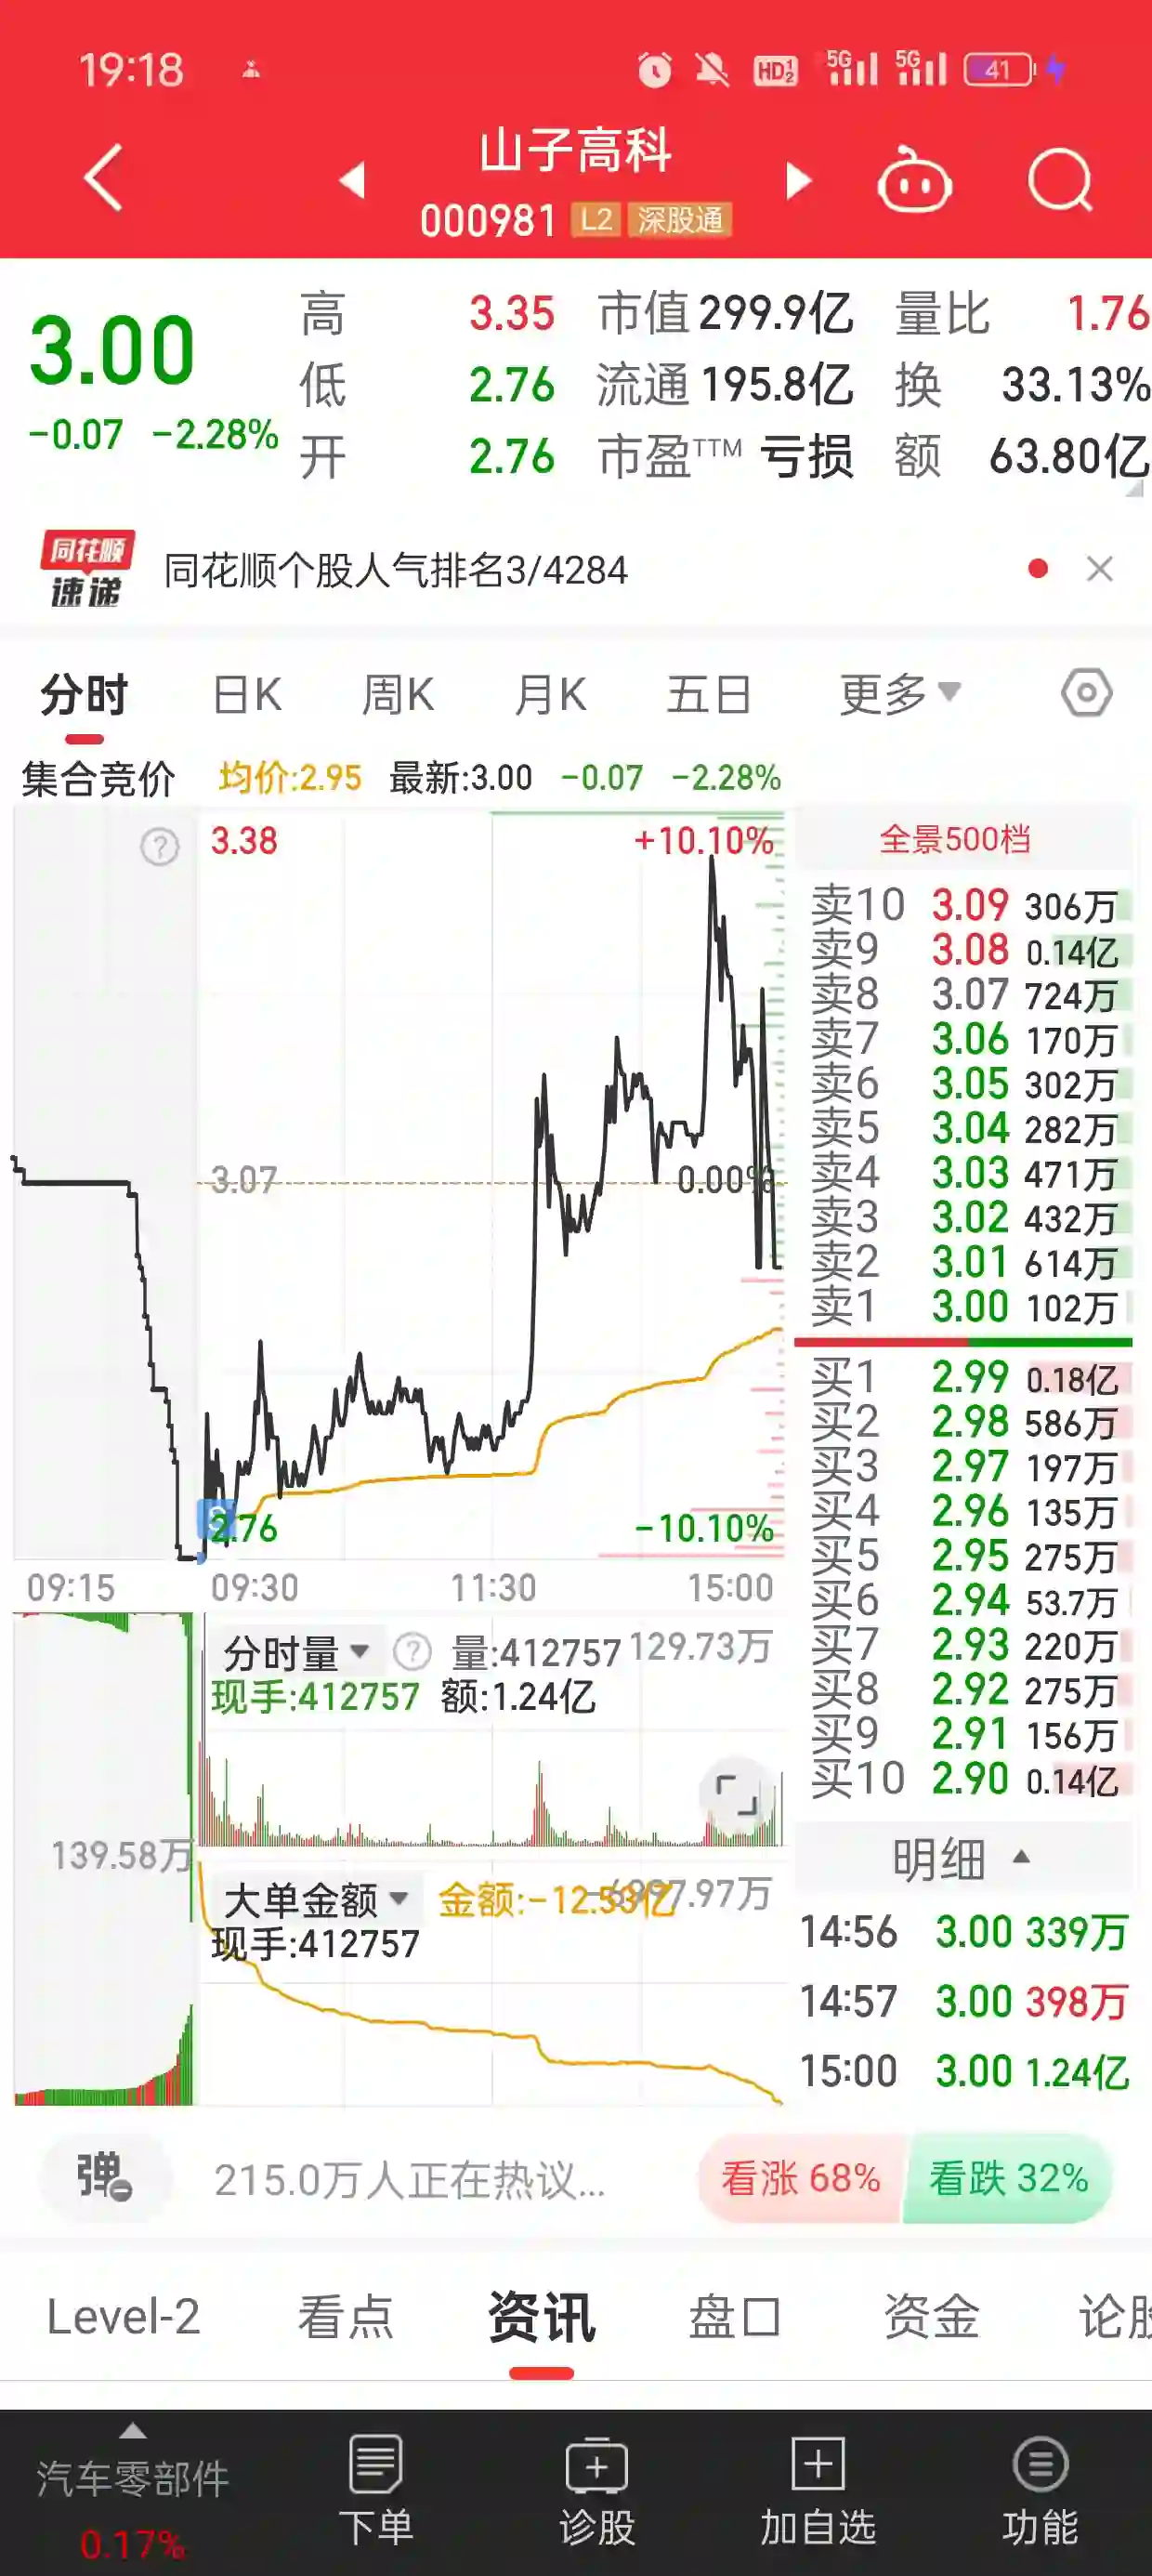 19:18 HD 1 2 5G 5G 41
山子高科
000981 L2 深股通
3.00
-0.07 -2.28%
高 3.35 市值 299.9亿 量比 1.76
低 2.76 流通 195.8亿 换 33.13%
开 2.76 市盈TTM 亏损 额 63.80亿
同花顺
速递
同花顺个股人气排名3/4284
分时 日K 周K 月K 五日 更多
集合竞价 均价:2.95 最新:3.00 -0.07 -2.28%
3.38 +10.10%
3.07 0.00%
2.76 -10.10%
09:15 09:30 11:30 15:00
全景500档
卖10 3.09 306万
卖9 3.08 0.14亿
卖8 3.07 724万
卖7 3.06 170万
卖6 3.05 302万
卖5 3.04 282万
卖4 3.03 471万
卖3 3.02 432万
卖2 3.01 614万
卖1 3.00 102万
买1 2.99 0.18亿
买2 2.98 586万
买3 2.97 197万
买4 2.96 135万
买5 2.95 275万
买6 2.94 53.7万
买7 2.93 220万
买8 2.92 275万
买9 2.91 156万
买10 2.90 0.14亿
分时量 ? 量:412757 129.73万
现手:412757 额:1.24亿
139.58万
大单金额 金额:-12.53亿
现手:412757
明细
14:56 3.00 339万
14:57 3.00 398万
15:00 3.00 1.24亿
弹 215.0万人正在热议... 看涨 68% 看跌 32%
Level-2 看点 资讯 盘口 资金 论股
汽车零部件
0.17%
下单 诊股 加自选 功能